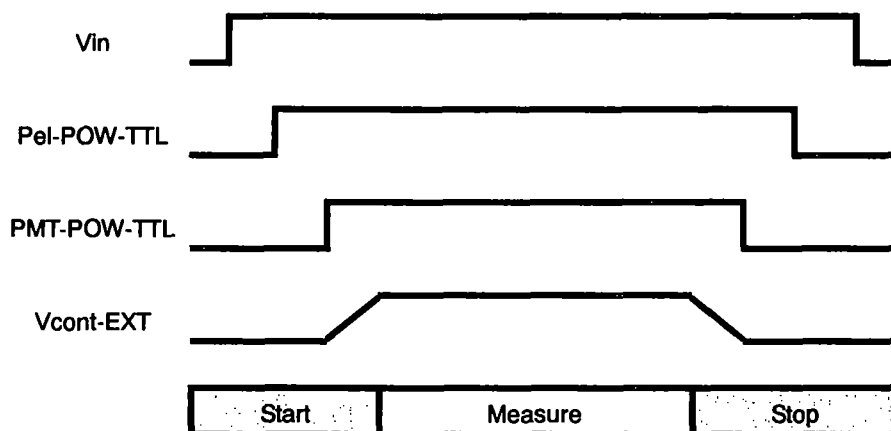 Vin
Pel-POW-TTL
PMT-POW-TTL
Vcont-EXT
Start Measure Stop